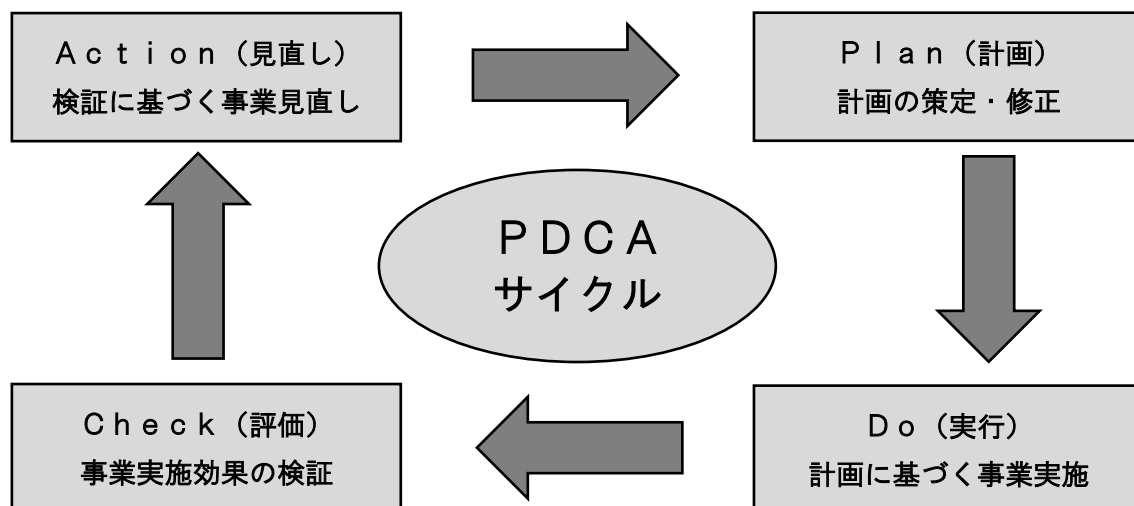 Ａｃｔｉｏｎ（見直し）
検証に基づく事業見直し
Ｐｌａｎ（計画）
計画の策定・修正
ＰＤＣＡ
サイクル
Ｃｈｅｃｋ（評価）
事業実施効果の検証
Ｄｏ（実行）
計画に基づく事業実施